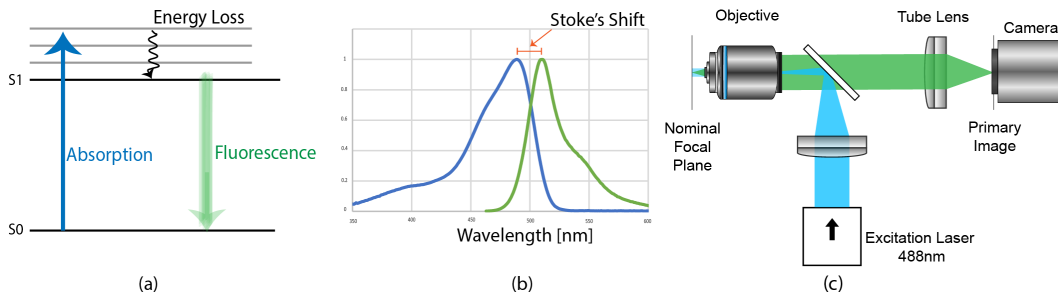 Energy Loss
S1
Absorption
Fluorescence
S0
(a)
Stoke's Shift
1
0.8
0.6
0.4
0.2
0
350
400
450
500
550
600
Wavelength [nm]
(b)
Objective
Tube Lens
Camera
Nominal
Focal
Plane
Primary
Image
Excitation Laser
488nm
(c)